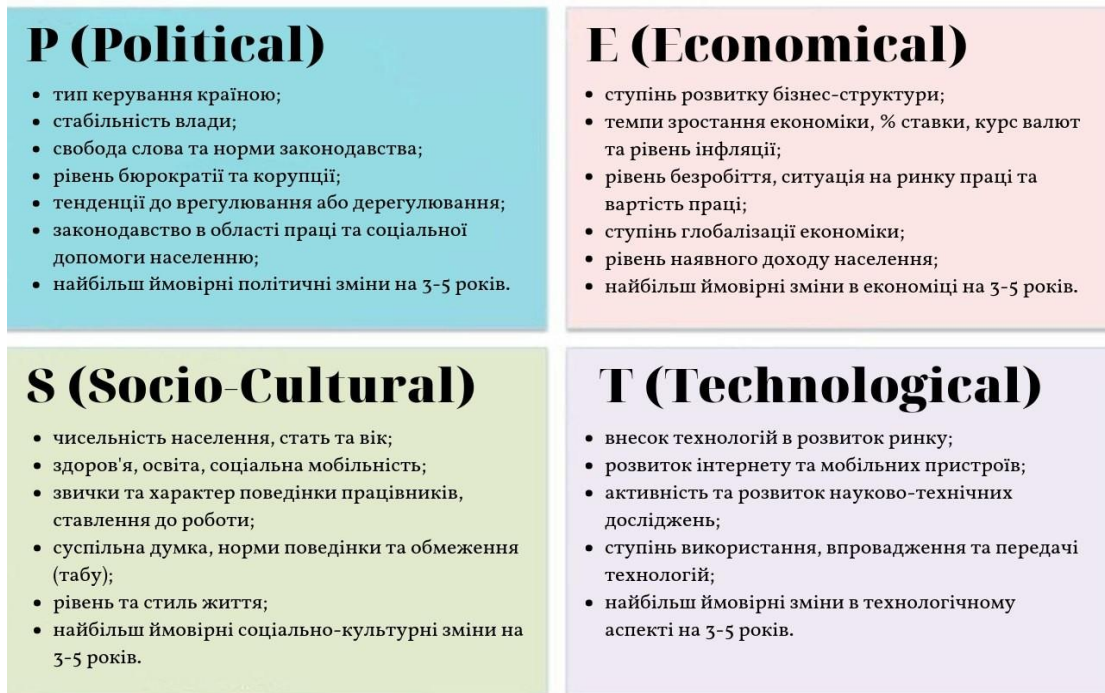 P (Political)
• тип керування країною;
• стабільність влади;
• свобода слова та норми законодавства;
• рівень бюрократії та корупції;
• тенденції до врегулювання або дерегулювання;
• законодавство в області праці та соціальної
допомоги населенню;
• найбільш ймовірні політичні зміни на 3-5 років.
E (Economical)
• ступінь розвитку бізнес-структури;
• темпи зростання економіки, % ставки, курс валют
та рівень інфляції;
• рівень безробіття, ситуація на ринку праці та
вартість праці;
• ступінь глобалізації економіки;
• рівень наявного доходу населення;
• найбільш ймовірні зміни в економіці на 3-5 років.
S (Socio-Cultural)
• чисельність населення, стать та вік;
• здоров'я, освіта, соціальна мобільність;
• звички та характер поведінки працівників,
ставлення до роботи;
• суспільна думка, норми поведінки та обмеження
(табу);
• рівень та стиль життя;
• найбільш ймовірні соціально-культурні зміни на
3-5 років.
T (Technological)
• внесок технологій в розвиток ринку;
• розвиток інтернету та мобільних пристроїв;
• активність та розвиток науково-технічних
досліджень;
• ступінь використання, впровадження та передачі
технологій;
• найбільш ймовірні зміни в технологічному
аспекті на 3-5 років.